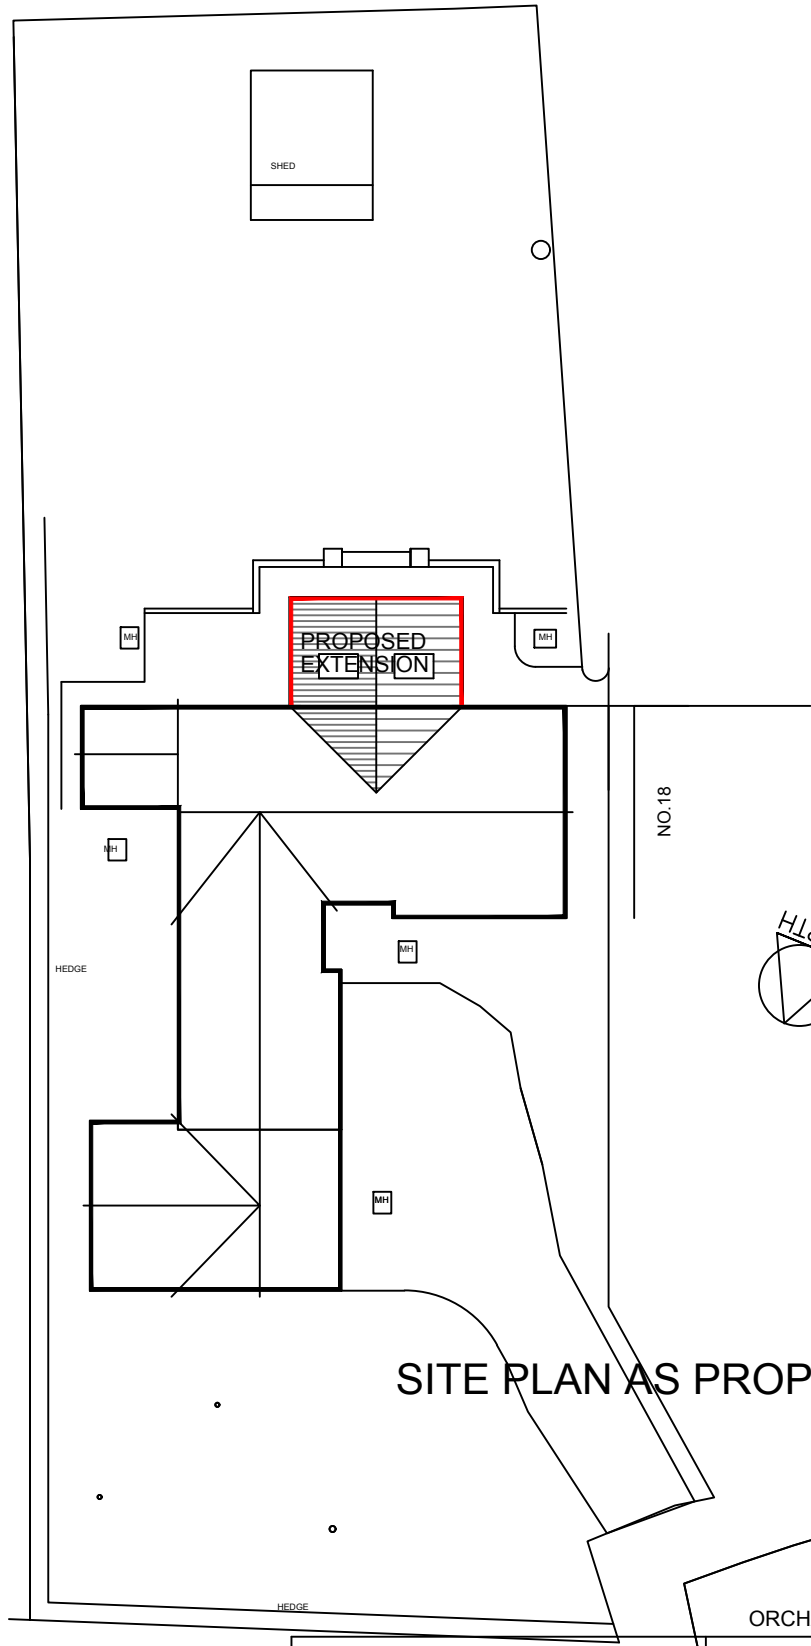 SHED
MH
PROPOSED
EXTENSION
MH
NO.18
MH
MH
HEDGE
MH
SITE PLAN AS PROP
HEDGE
ORCH